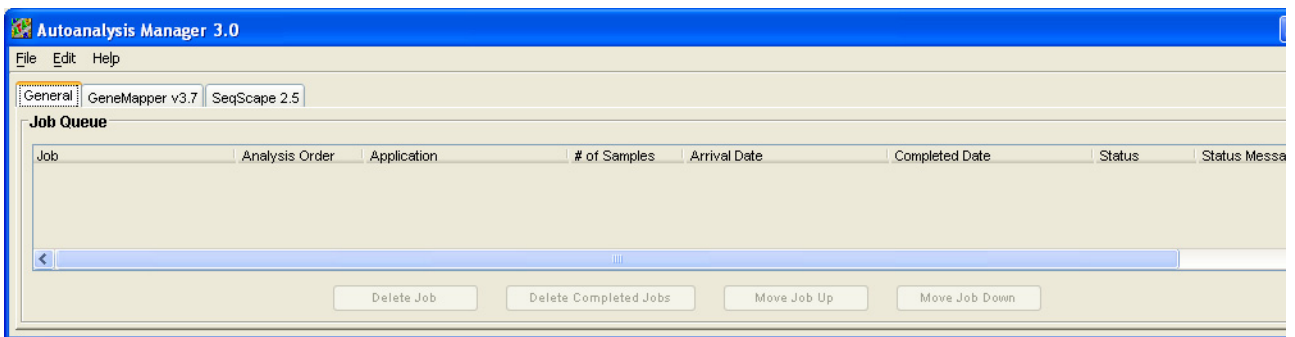 Autoanalysis Manager 3.0
File Edit Help
General GeneMapper v3.7 SeqScape 2.5
Job Queue
Job Analysis Order Application # of Samples Arrival Date Completed Date Status Status Messa
Delete Job Delete Completed Jobs Move Job Up Move Job Down